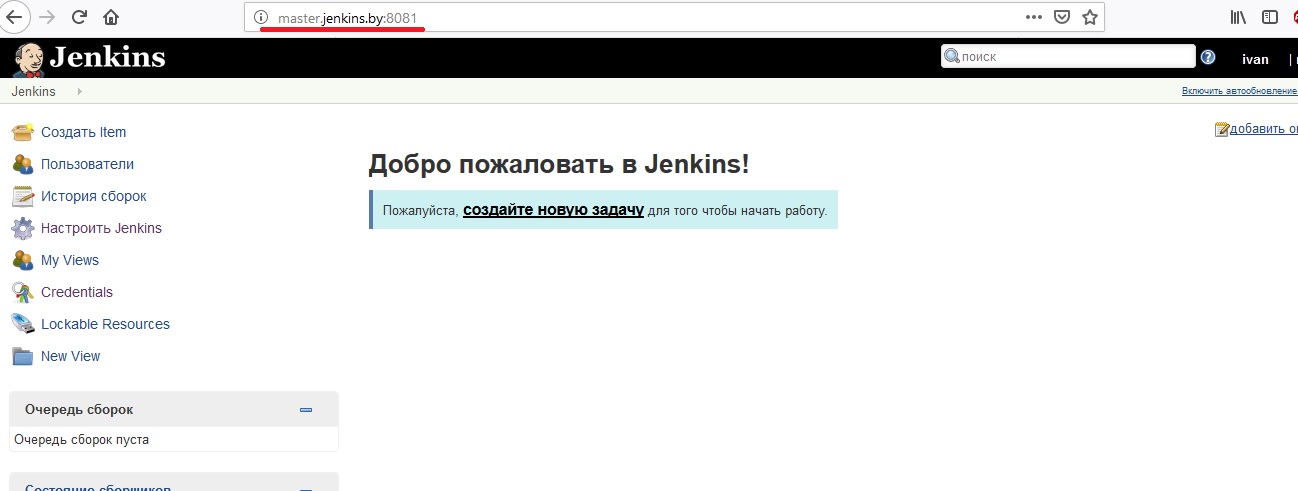 master.jenkins.by:8081
Jenkins
поиск
ivan
Jenkins
Включить автообновление
добавить
Создать Item
Пользователи
История сборок
Настроить Jenkins
My Views
Credentials
Lockable Resources
New View
Добро пожаловать в Jenkins!
Пожалуйста, создайте новую задачу для того чтобы начать работу.
Очередь сборок
Очередь сборок пуста
Состояние сборщиков